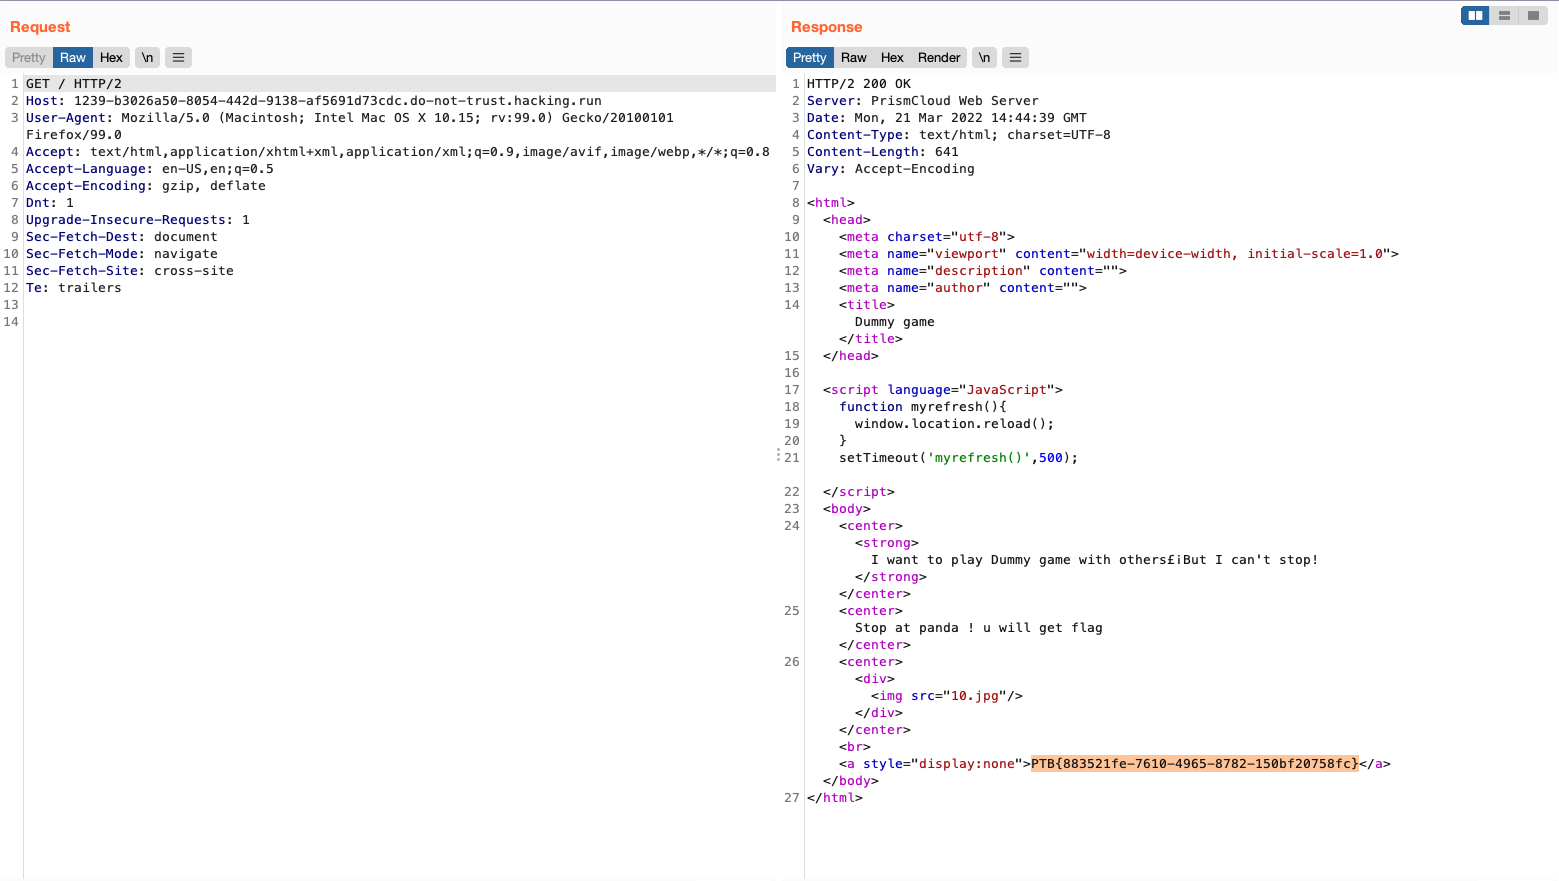 Request
Pretty Raw Hex \n
1 GET / HTTP/2
2 Host: 1239-b3026a50-8054-442d-9138-af5691d73cdc.do-not-trust.hacking.run
3 User-Agent: Mozilla/5.0 (Macintosh; Intel Mac OS X 10.15; rv:99.0) Gecko/20100101
Firefox/99.0
4 Accept: text/html,application/xhtml+xml,application/xml;q=0.9,image/avif,image/webp,*/*;q=0.8
5 Accept-Language: en-US,en;q=0.5
6 Accept-Encoding: gzip, deflate
7 Dnt: 1
8 Upgrade-Insecure-Requests: 1
9 Sec-Fetch-Dest: document
10 Sec-Fetch-Mode: navigate
11 Sec-Fetch-Site: cross-site
12 Te: trailers
13
14
Response
Pretty Raw Hex Render \n
1 HTTP/2 200 OK
2 Server: PrismCloud Web Server
3 Date: Mon, 21 Mar 2022 14:44:39 GMT
4 Content-Type: text/html; charset=UTF-8
5 Content-Length: 641
6 Vary: Accept-Encoding
7
8 <html>
9 <head>
10 <meta charset="utf-8">
11 <meta name="viewport" content="width=device-width, initial-scale=1.0">
12 <meta name="description" content="">
13 <meta name="author" content="">
14 <title>
Dummy game
</title>
15 </head>
16
17 <script language="JavaScript">
18 function myrefresh(){
19 window.location.reload();
20 }
21 setTimeout('myrefresh()',500);
22 </script>
23 <body>
24 <center>
<strong>
I want to play Dummy game with others£¡But I can't stop!
</strong>
</center>
25 <center>
Stop at panda ! u will get flag
</center>
26 <center>
<div>
<img src="10.jpg"/>
</div>
</center>
<br>
<a style="display:none">PTB{883521fe-7610-4965-8782-150bf20758fc}</a>
</body>
27 </html>